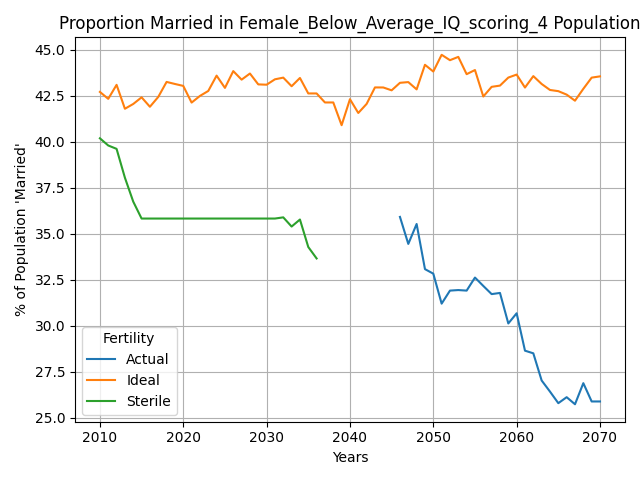 Proportion Married in Female_Below_Average_IQ_scoring_4 Population
% of Population 'Married'
45.0
42.5
40.0
37.5
35.0
32.5
30.0
27.5
25.0
Fertility
Actual
Ideal
Sterile
2010 2020 2030 2040 2050 2060 2070
Years